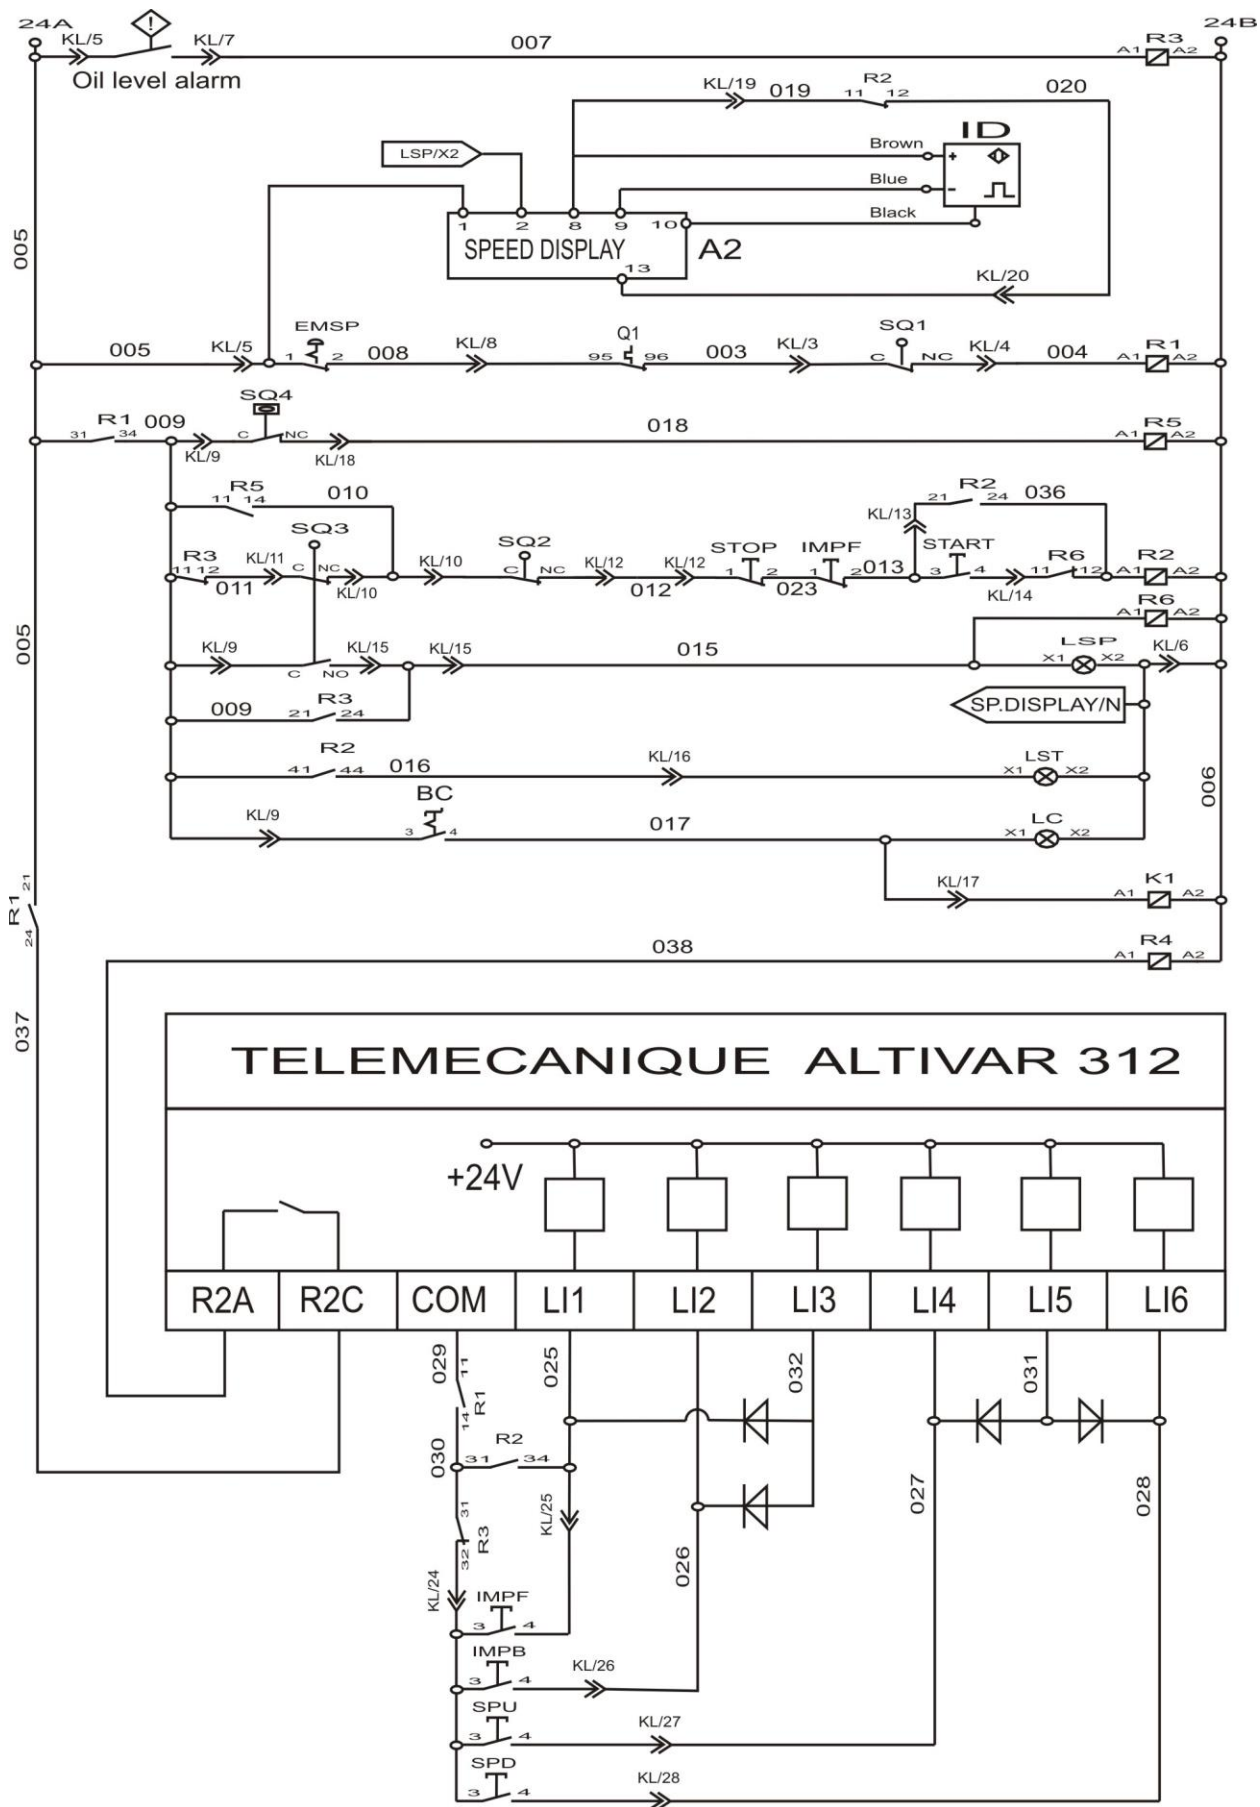 24A
!
24B
KL/5
KL/7
007
R3
A1 A2
Oil level alarm
KL/19
019
R2
11 12
020
ID
LSP/X2
Brown
+
Blue
-
Black
1 2 8 9 10
SPEED DISPLAY
A2
13
KL/20
005
EMSP
Q1
SQ1
005
KL/5
1 2
008
KL/8
95 96
003
KL/3
C NC
KL/4
004
R1
A1 A2
SQ4
R1
31 34
009
KL/9
C NC
KL/18
018
R5
A1 A2
R5
11 14
010
R2
21 24
036
KL/13
SQ3
SQ2
R3
11 12
011
KL/11
C NC
KL/10
KL/10
C NC
KL/12
012
KL/12
STOP
1 2
023
IMPF
1 2
013
START
3 4
KL/14
R6
11 12
R2
A1 A2
R6
A1 A2
005
KL/9
C NO
KL/15
KL/15
015
LSP
X1 X2
KL/6
SP.DISPLAY/N
009
R3
21 24
R2
41 44
016
KL/16
LST
X1 X2
006
BC
KL/9
3 4
017
LC
X1 X2
KL/17
K1
A1 A2
R1
21
24
038
R4
A1 A2
037
TELEMECANIQUE ALTIVAR 312
+24V
R2A R2C COM LI1 LI2 LI3 LI4 LI5 LI6
029
11
R1
14
025
032
031
030
R2
31 34
31
R3
32
KL/25
027
028
026
KL/24
IMPF
3 4
IMPB
3 4
KL/26
SPU
3 4
KL/27
SPD
3 4
KL/28